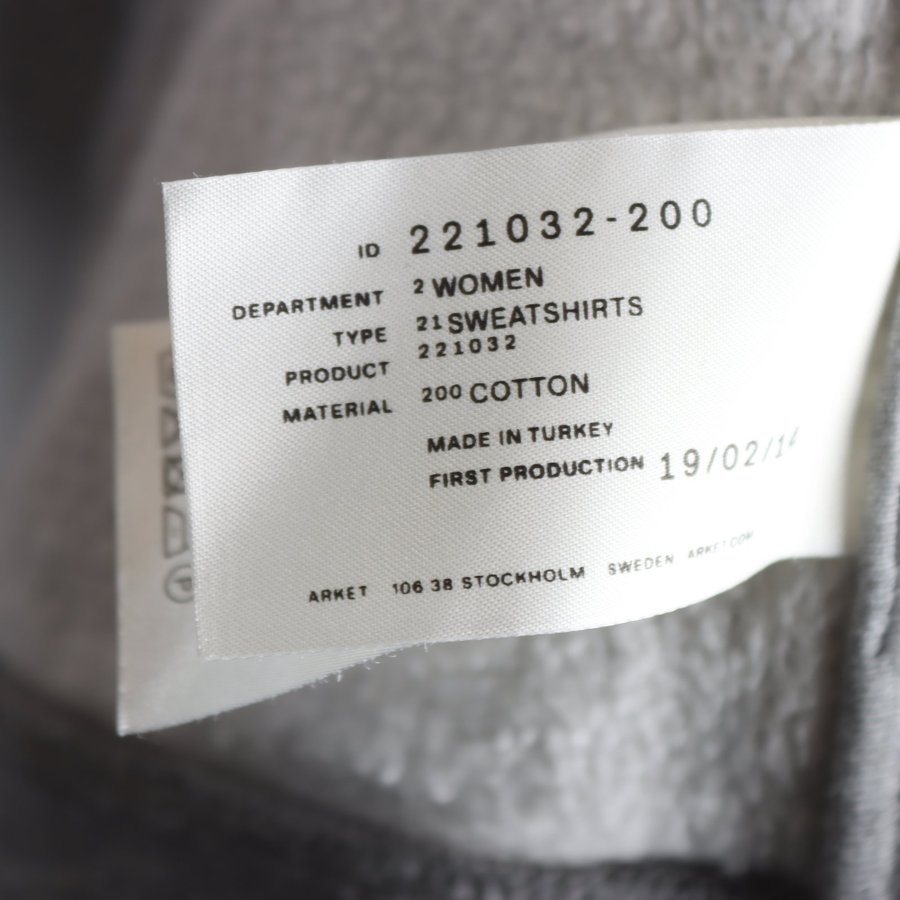 ID 221032-200
DEPARTMENT 2 WOMEN
TYPE 21 SWEATSHIRTS
PRODUCT 221032
MATERIAL 200 COTTON
MADE IN TURKEY
FIRST PRODUCTION 19/02/14
ARKET 106 38 STOCKHOLM SWEDEN ARKET.COM